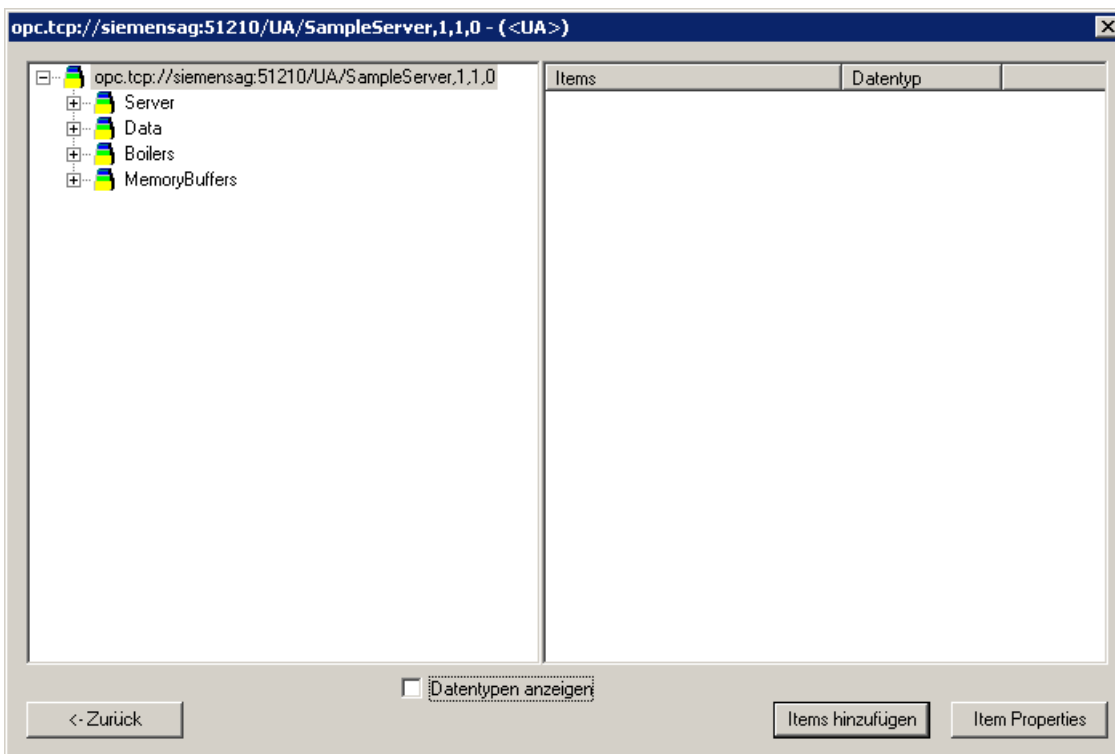 opc.tcp://siemensag:51210/UA/SampleServer,1,1,0 - (<UA>)
opc.tcp://siemensag:51210/UA/SampleServer,1,1,0
Server
Data
Boilers
MemoryBuffers
Items Datentyp
Datentypen anzeigen
<- Zurück Items hinzufügen Item Properties